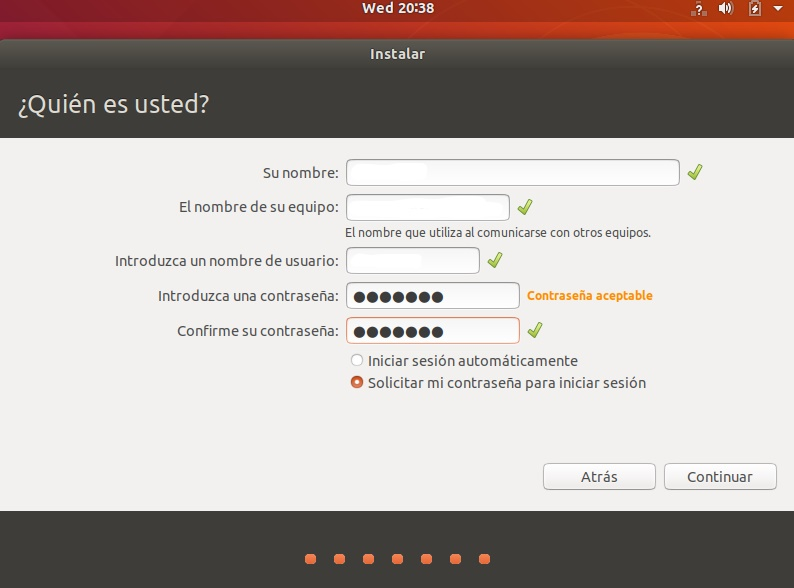 Wed 20:38
Instalar
¿Quién es usted?
Su nombre:
El nombre de su equipo:
El nombre que utiliza al comunicarse con otros equipos.
Introduzca un nombre de usuario:
Introduzca una contraseña: ●●●●●●● Contraseña aceptable
Confirme su contraseña: ●●●●●●●
Iniciar sesión automáticamente
Solicitar mi contraseña para iniciar sesión
Atrás Continuar